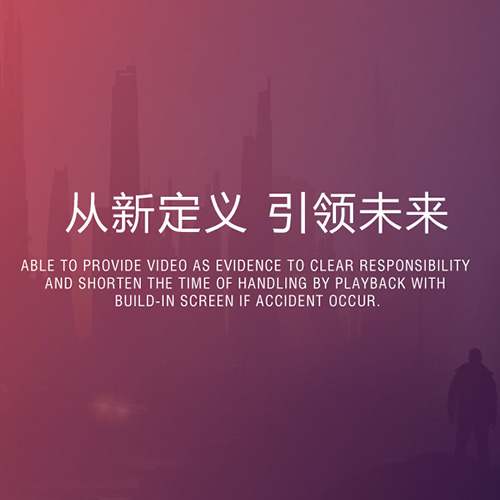 从新定义 引领未来
ABLE TO PROVIDE VIDEO AS EVIDENCE TO CLEAR RESPONSIBILITY
AND SHORTEN THE TIME OF HANDLING BY PLAYBACK WITH
BUILD-IN SCREEN IF ACCIDENT OCCUR.